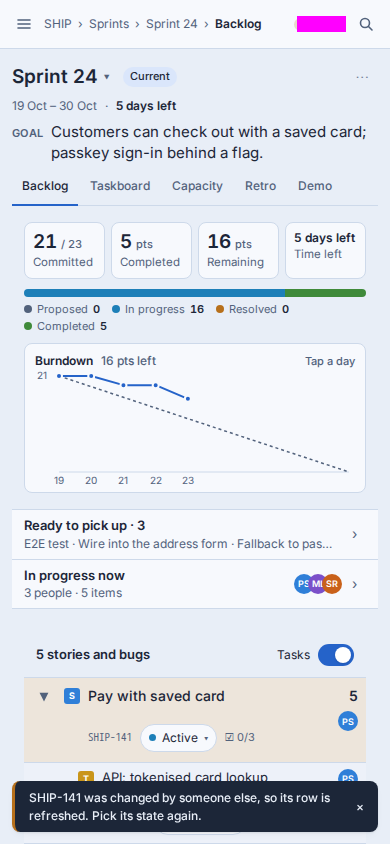 SHIP › Sprints › Sprint 24 › Backlog
Sprint 24 ▾ Current ...
19 Oct – 30 Oct · 5 days left
GOAL Customers can check out with a saved card;
passkey sign-in behind a flag.
Backlog Taskboard Capacity Retro Demo
21 / 23 5 pts 16 pts 5 days left
Committed Completed Remaining Time left
Proposed 0 In progress 16 Resolved 0
Completed 5
Burndown 16 pts left Tap a day
21
19 20 21 22 23
Ready to pick up · 3
E2E test · Wire into the address form · Fallback to pas...
In progress now PS SR
3 people · 5 items
5 stories and bugs Tasks
▼ S Pay with saved card 5
PS
SHIP-141 Active ▾ ☑ 0/3
T API: tokenised card lookup PS
SHIP-141 was changed by someone else, so its row is
refreshed. Pick its state again. ×